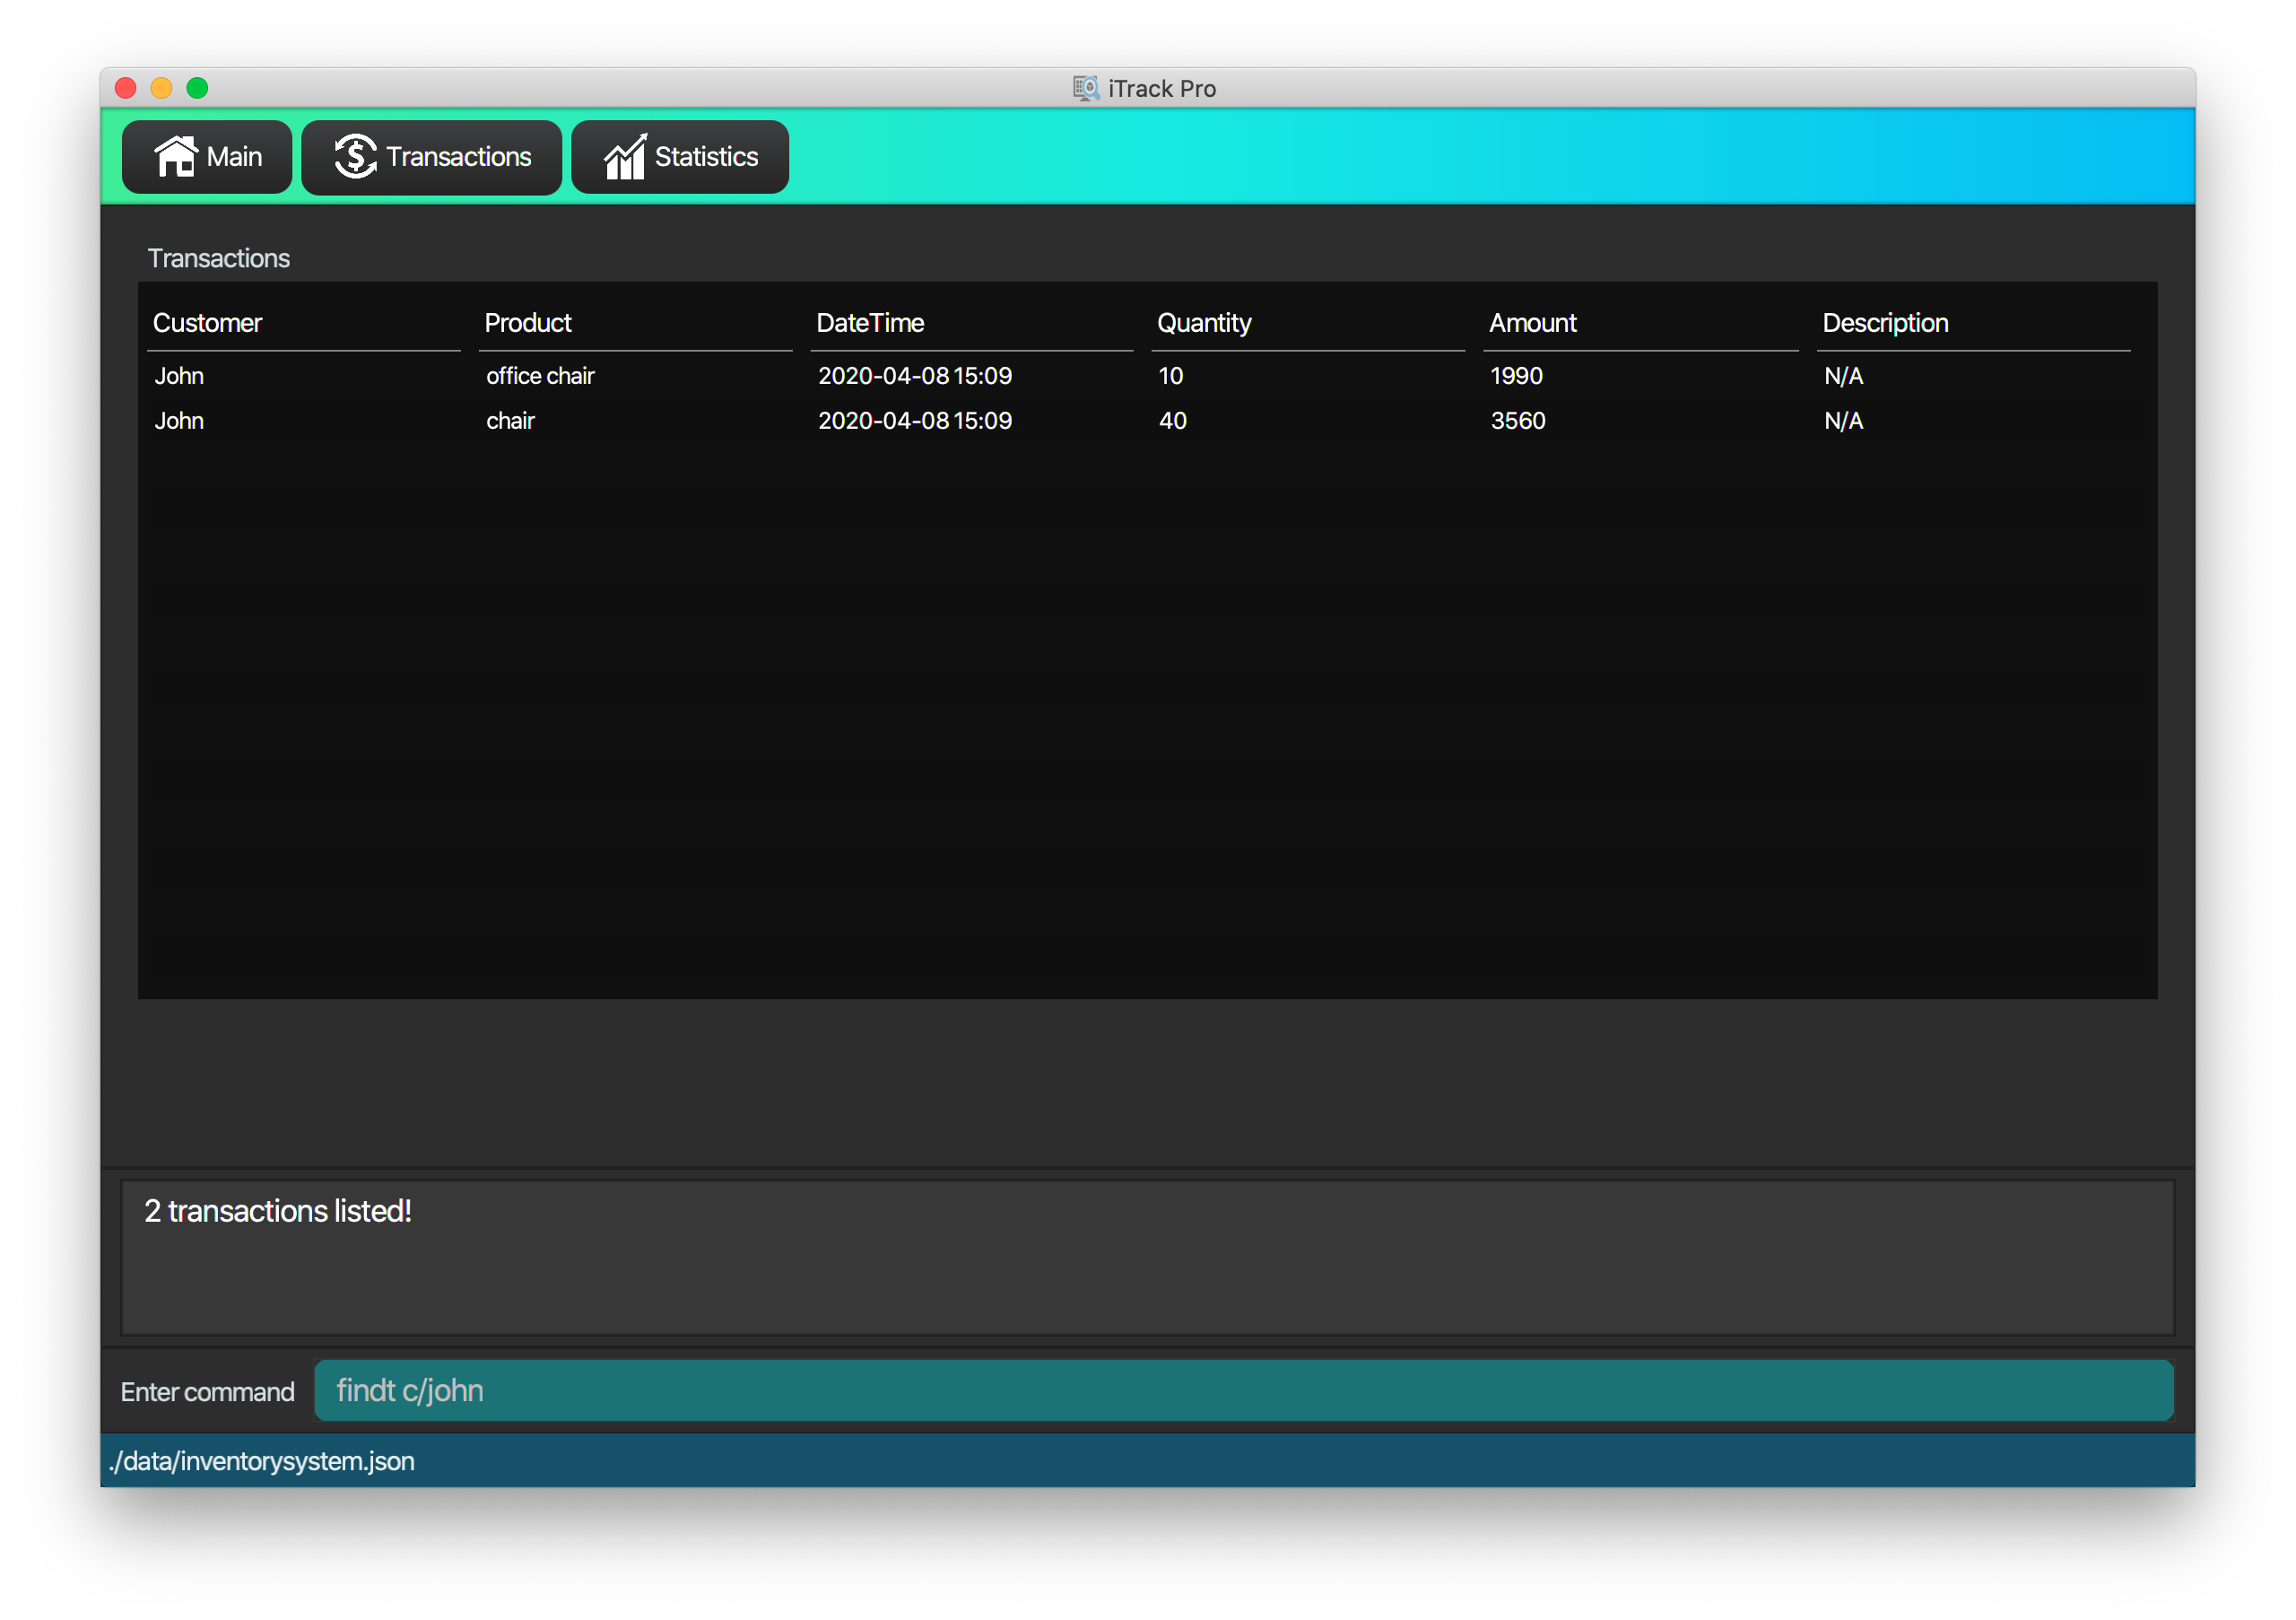 iTrack Pro
Main Transactions Statistics
Transactions
Customer Product DateTime Quantity Amount Description
John office chair 2020-04-08 15:09 10 1990 N/A
John chair 2020-04-08 15:09 40 3560 N/A
2 transactions listed!
Enter command findt c/john
./data/inventorysystem.json